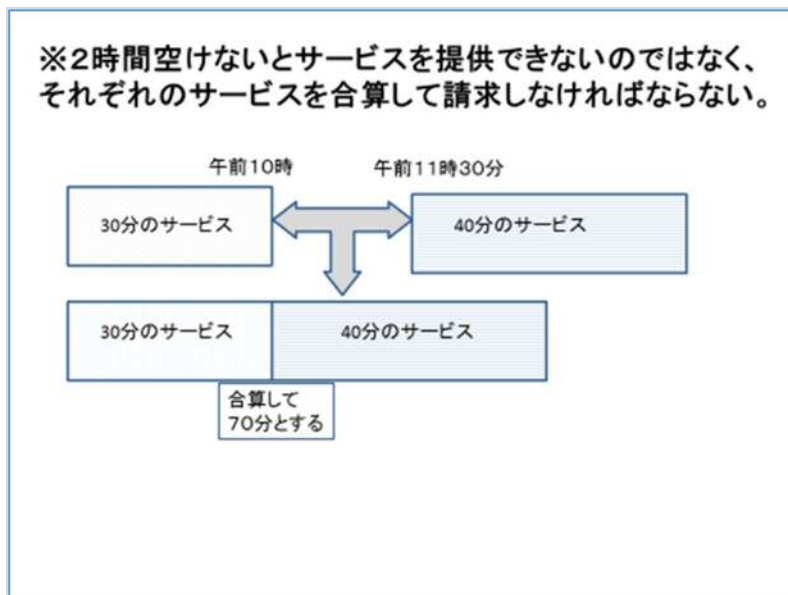 ※２時間空けないとサービスを提供できないのではなく、
それぞれのサービスを合算して請求しなければならない。
午前10時
午前11時30分
30分のサービス
40分のサービス
30分のサービス
40分のサービス
合算して
70分とする